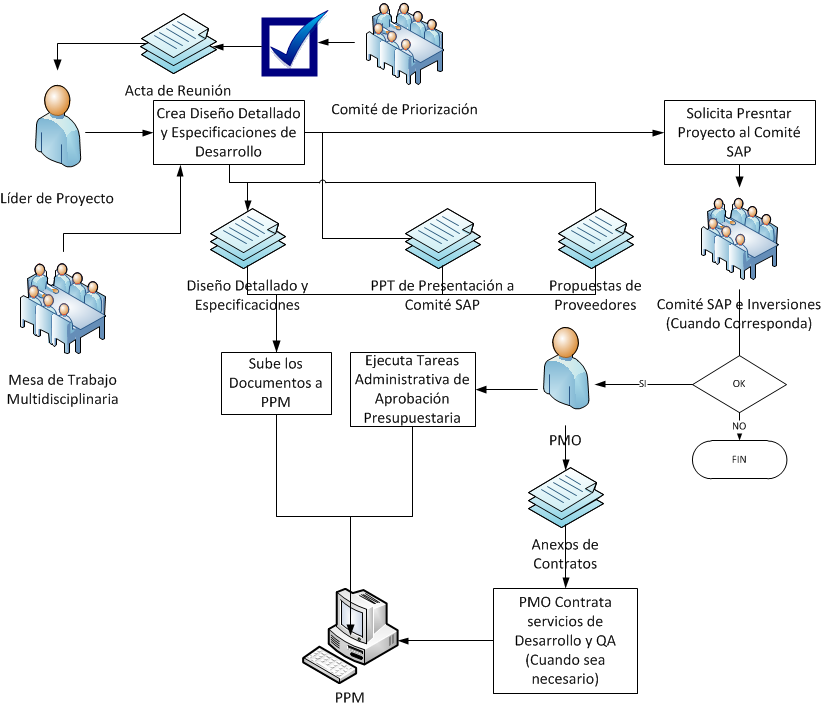 Acta de Reunión
Comité de Priorización
Crea Diseño Detallado
y Especificaciones de
Desarrollo
Solicita Presntar
Proyecto al Comité
SAP
Líder de Proyecto
Diseño Detallado y
Especificaciones
PPT de Presentación a
Comité SAP
Propuestas de
Proveedores
Comité SAP e Inversiones
(Cuando Corresponda)
Mesa de Trabajo
Multidisciplinaria
Sube los
Documentos a
PPM
Ejecuta Tareas
Administrativa de
Aprobación
Presupuestaria
SI
OK
NO
FIN
PMO
Anexos de
Contratos
PMO Contrata
servicios de
Desarrollo y QA
(Cuando sea
necesario)
PPM